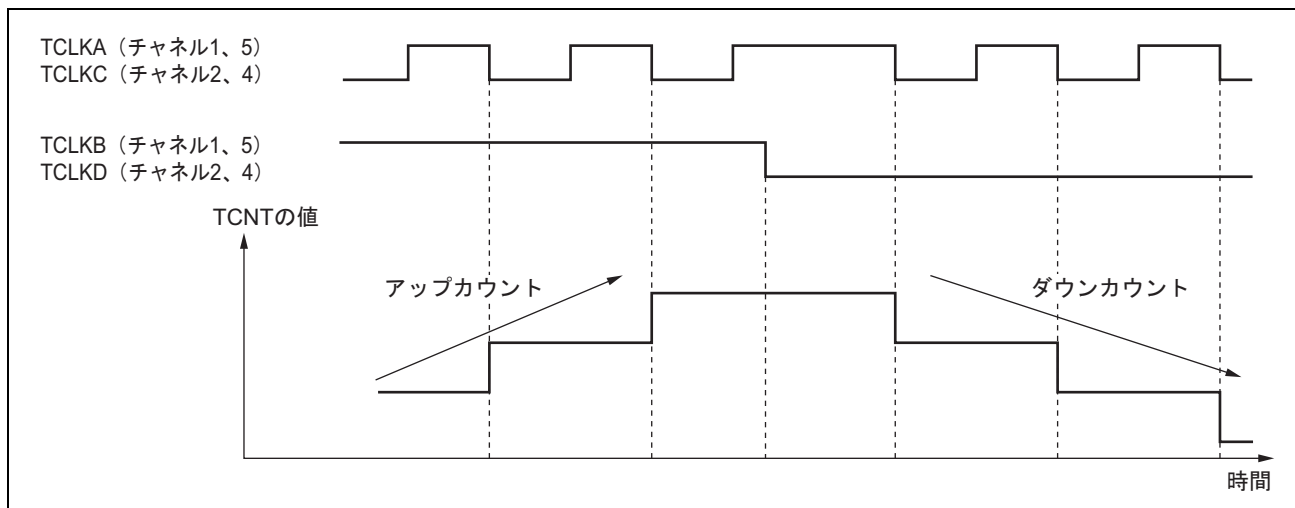 TCLKA（チャネル1、5）
TCLKC（チャネル2、4）
TCLKB（チャネル1、5）
TCLKD（チャネル2、4）
TCNTの値
アップカウント
ダウンカウント
時間